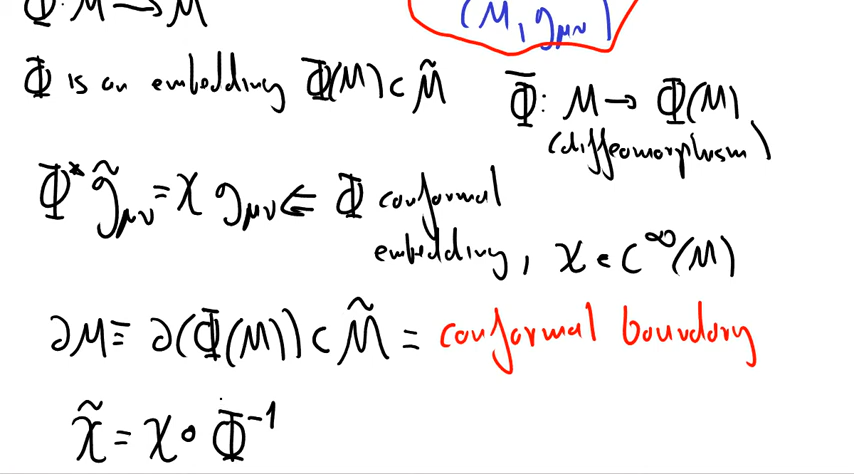 Φ: M → M̃
(M, g_μν)
Φ is an embedding Φ(M) ⊂ M̃
Φ̄: M → Φ(M)
(diffeomorphism)
Φ* g̃_μν = χ g_μν ⇐ Φ conformal
embedding, χ ∈ C^∞(M)
∂M ≡ ∂(Φ(M)) ⊂ M̃ = conformal boundary
χ̃ = χ ∘ Φ̄^-1